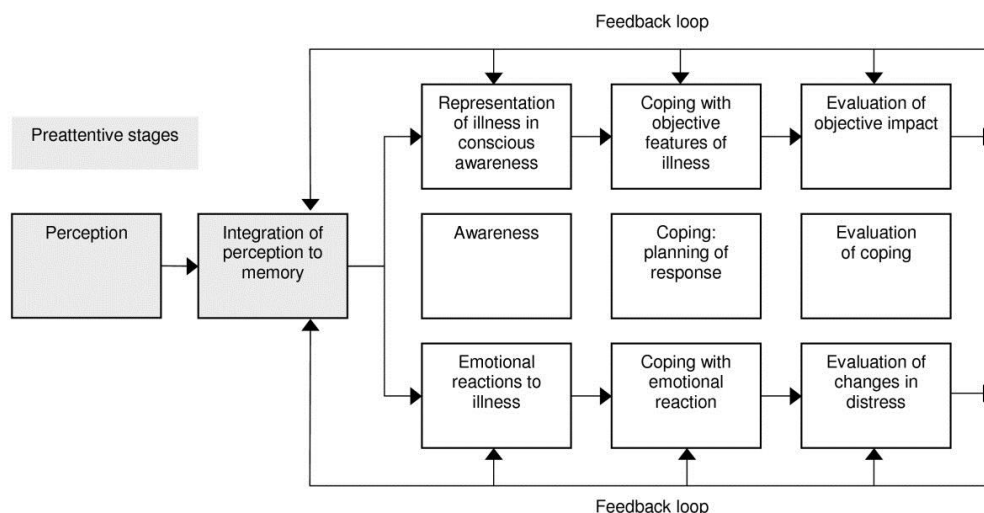 Feedback loop
Preattentive stages
Representation
of illness in
conscious
awareness
Coping with
objective
features of
illness
Evaluation of
objective impact
Perception
Integration of
perception to
memory
Awareness
Coping:
planning of
response
Evaluation
of coping
Emotional
reactions to
illness
Coping with
emotional
reaction
Evaluation of
changes in
distress
Feedback loop